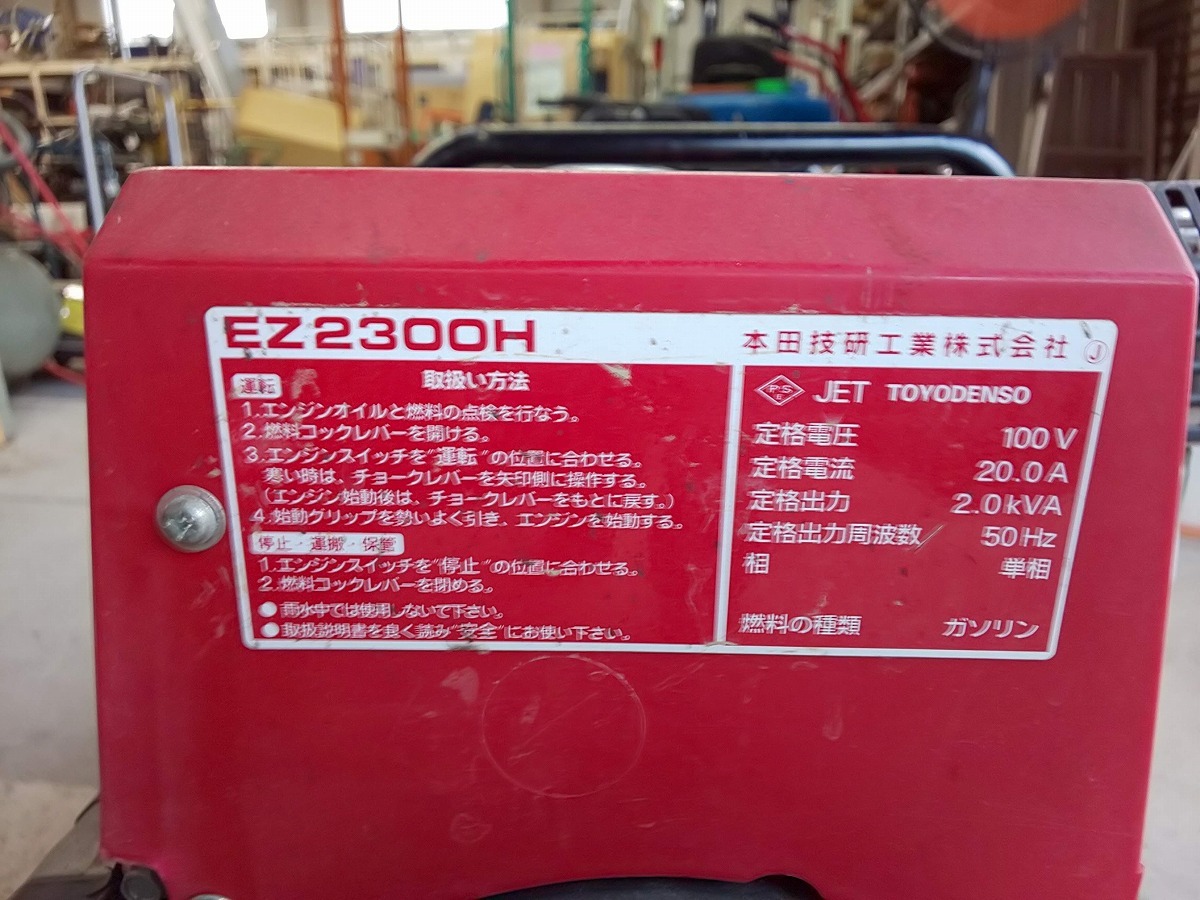 EZ2300H
本田技研工業株式会社 J
取扱い方法
運転
1.エンジンオイルと燃料の点検を行なう。
2.燃料コックレバーを開ける。
3.エンジンスイッチを"運転"の位置に合わせる。
寒い時は、チョークレバーを矢印側に操作する。
(エンジン始動後は、チョークレバーをもとに戻す。)
4.始動グリップを勢いよく引き、エンジンを始動する。
停止・運搬・保管
1.エンジンスイッチを"停止"の位置に合わせる。
2.燃料コックレバーを閉める。
●雨水中では使用しないで下さい。
●取扱説明書を良く読み"安全"にお使い下さい。
PS E JET TOYODENSO
定格電圧 100V
定格電流 20.0A
定格出力 2.0kVA
定格出力周波数 50Hz
相 単相
燃料の種類 ガソリン